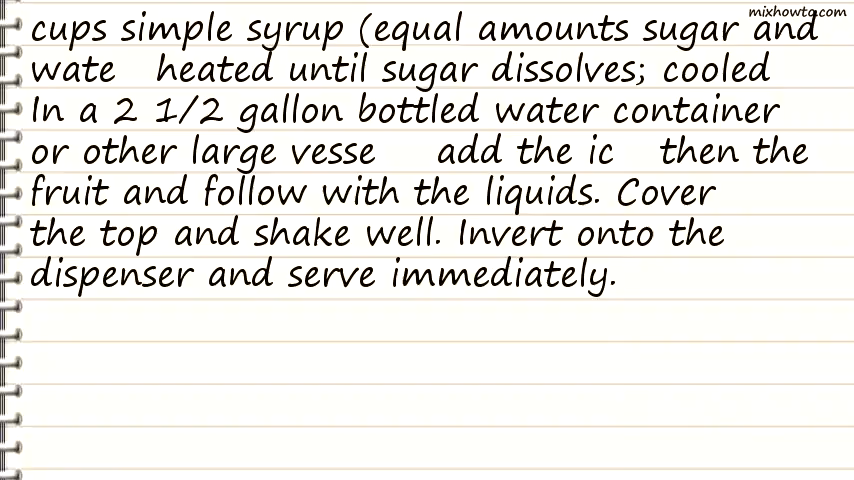 mixhowto.com
cups simple syrup (equal amounts sugar and
wate heated until sugar dissolves; cooled
In a 2 1/2 gallon bottled water container
or other large vesse add the ic then the
fruit and follow with the liquids. Cover
the top and shake well. Invert onto the
dispenser and serve immediately.